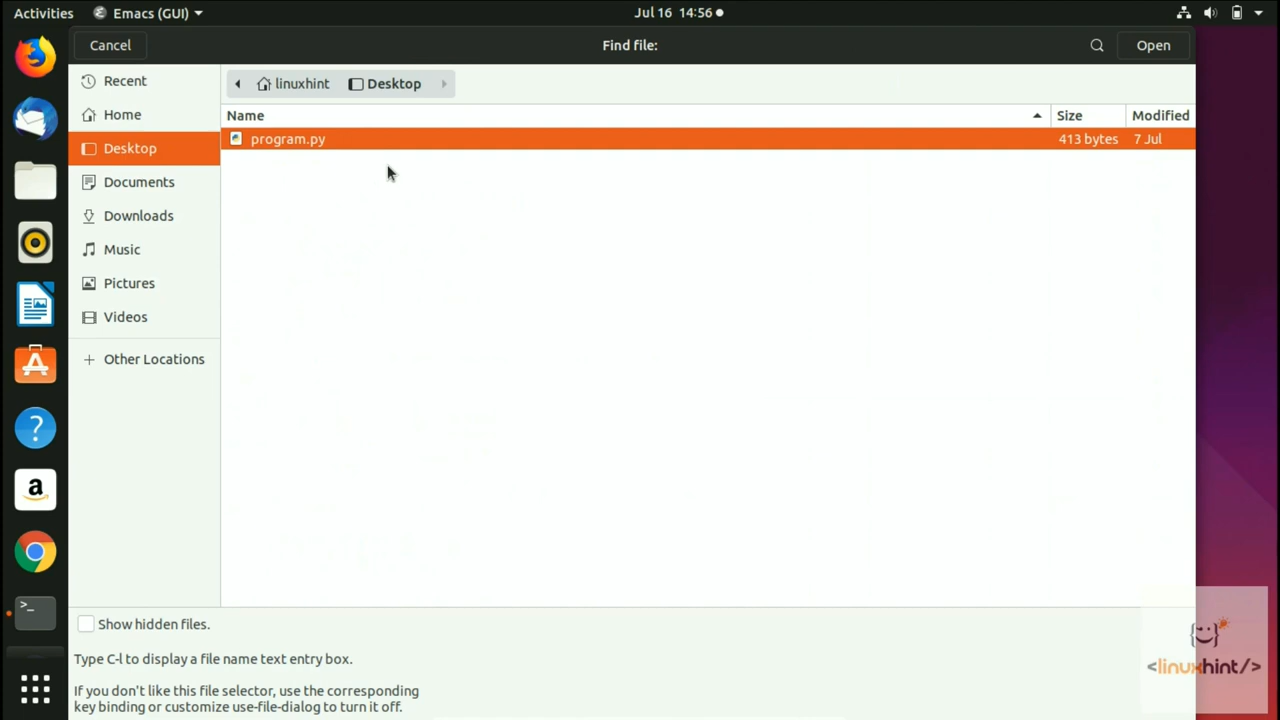 Activities
Emacs (GUI)
Jul 16 14:56
Cancel
Find file:
Open
Recent
Home
Desktop
Documents
Downloads
Music
Pictures
Videos
Other Locations
linuxhint
Desktop
Name
Size
Modified
program.py
413 bytes
7 Jul
Show hidden files.
Type C-l to display a file name text entry box.
If you don't like this file selector, use the corresponding
key binding or customize use-file-dialog to turn it off.
?
a
>_
{ }
<linuxhint/>